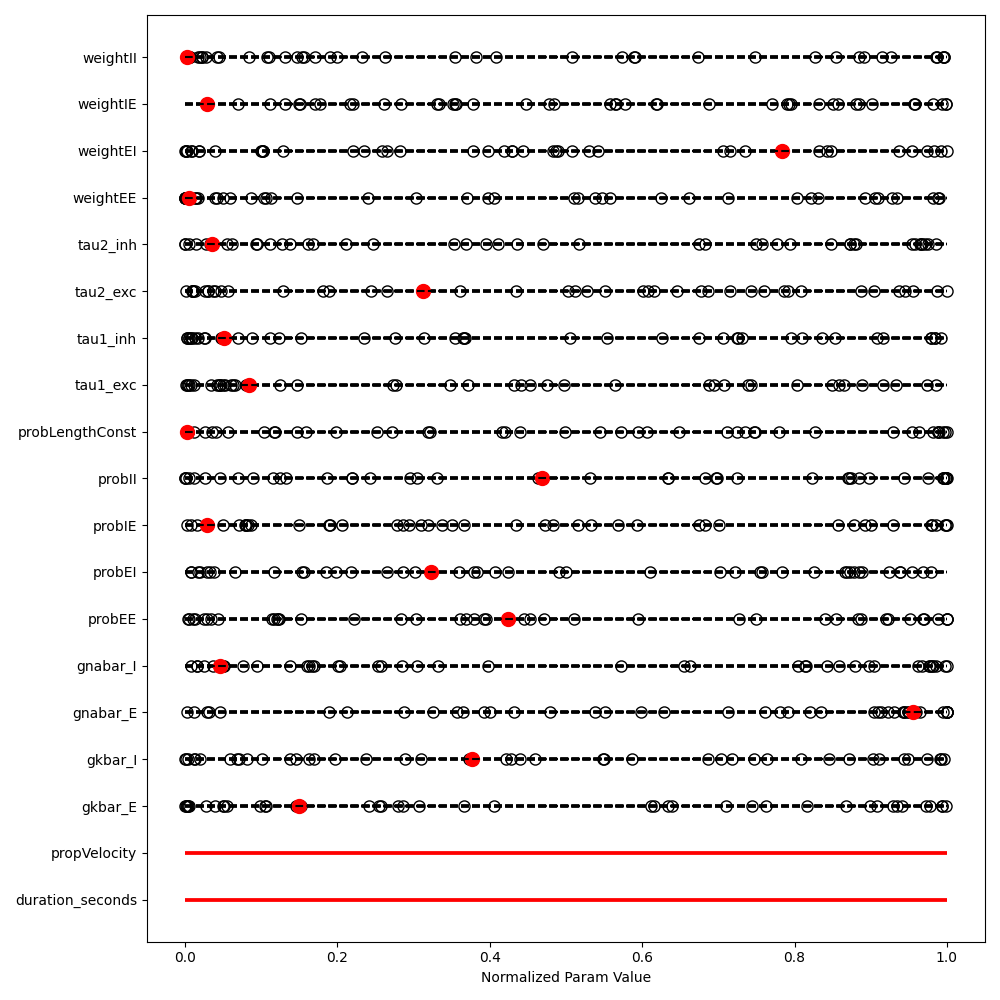 weightII
weightIE
weightEI
weightEE
tau2_inh
tau2_exc
tau1_inh
tau1_exc
probLengthConst
probII
probIE
probEI
probEE
gnabar_I
gnabar_E
gkbar_I
gkbar_E
propVelocity
duration_seconds
0.0 0.2 0.4 0.6 0.8 1.0
Normalized Param Value